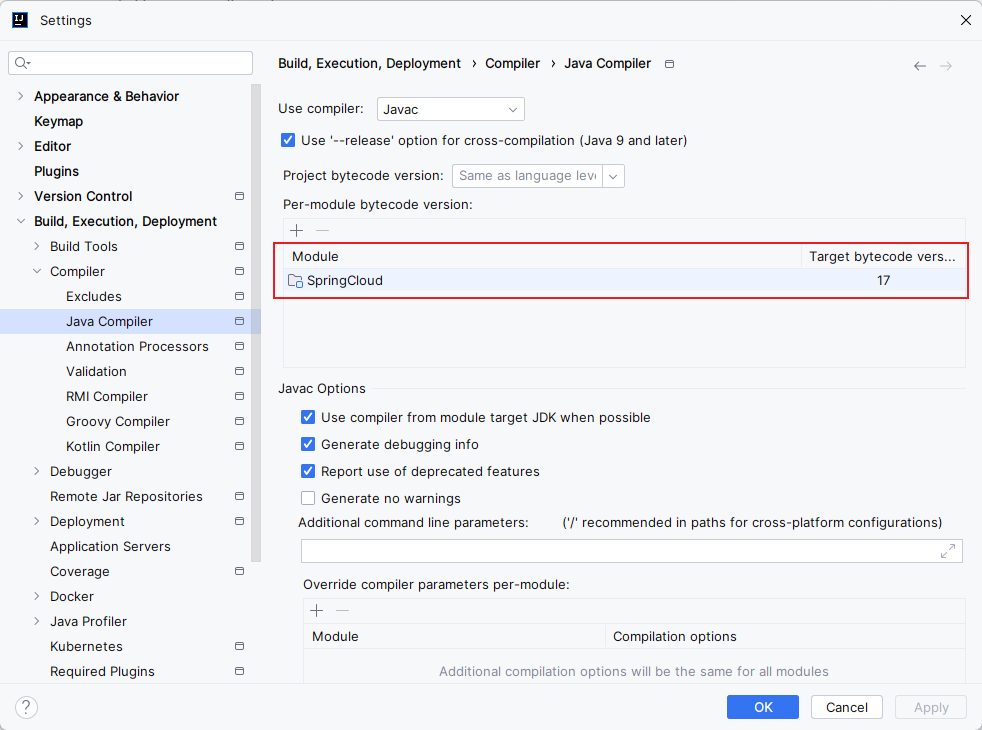 Settings
Appearance & Behavior
Keymap
Editor
Plugins
Version Control
Build, Execution, Deployment
Build Tools
Compiler
Excludes
Java Compiler
Annotation Processors
Validation
RMI Compiler
Groovy Compiler
Kotlin Compiler
Debugger
Remote Jar Repositories
Deployment
Application Servers
Coverage
Docker
Java Profiler
Kubernetes
Required Plugins
Build, Execution, Deployment › Compiler › Java Compiler
Use compiler: Javac
Use '--release' option for cross-compilation (Java 9 and later)
Project bytecode version: Same as language leve
Per-module bytecode version:
Module Target bytecode vers...
SpringCloud 17
Javac Options
Use compiler from module target JDK when possible
Generate debugging info
Report use of deprecated features
Generate no warnings
Additional command line parameters: ('/' recommended in paths for cross-platform configurations)
Override compiler parameters per-module:
Module Compilation options
Additional compilation options will be the same for all modules
? OK Cancel Apply